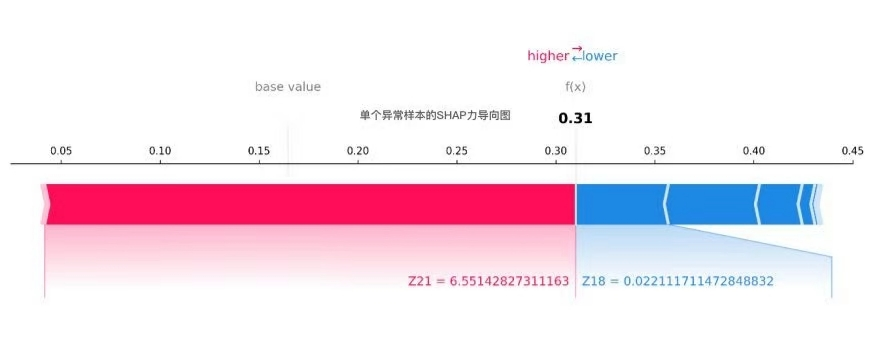 higher → ← lower
base value
f(x)
单个异常样本的SHAP力导向图
0.31
0.05 0.10 0.15 0.20 0.25 0.30 0.35 0.40 0.45
Z21 = 6.55142827311163
Z18 = 0.022111711472848832